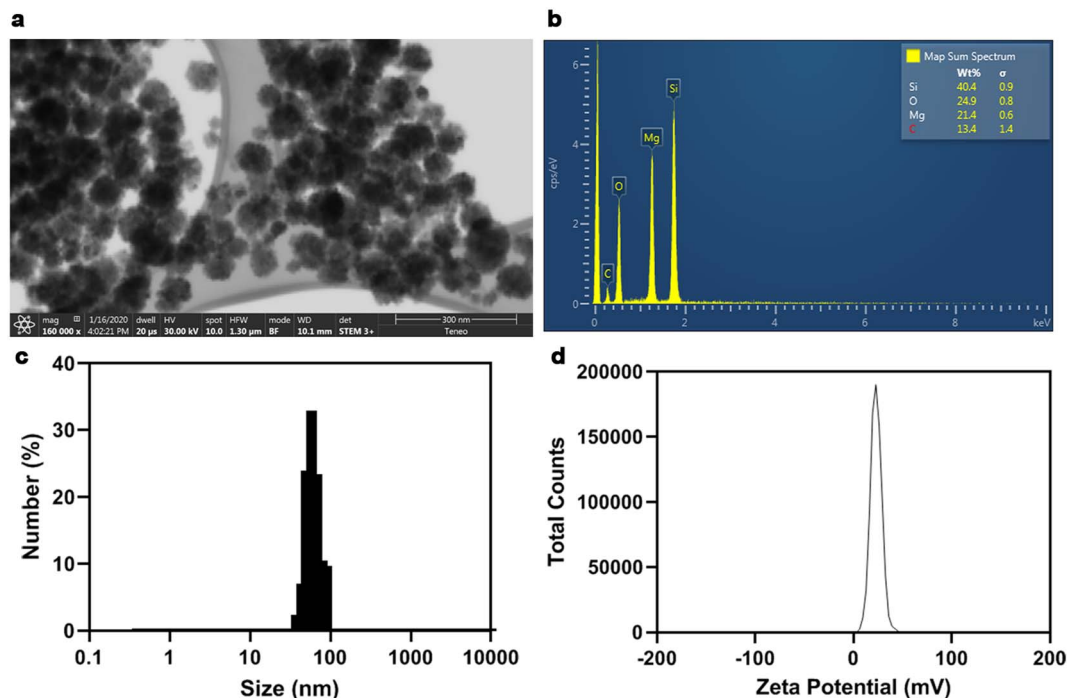 a
mag
1/16/2020
dwell
HV
spot
HFW
mode
WD
det
300 nm
160 000 x
4:02:21 PM
20 µs
30.00 kV
10.0
1.30 µm
BF
10.1 mm
STEM 3+
Teneo
b
Map Sum Spectrum
Wt% σ
Si 40.4 0.9
O 24.9 0.8
Mg 21.4 0.6
C 13.4 1.4
cps/eV
6
4
2
0
C
O
Mg
Si
0 2 4 6 8 keV
c
Number (%)
40
30
20
10
0
0.1 1 10 100 1000 10000
Size (nm)
d
Total Counts
200000
150000
100000
50000
0
-200 -100 0 100 200
Zeta Potential (mV)